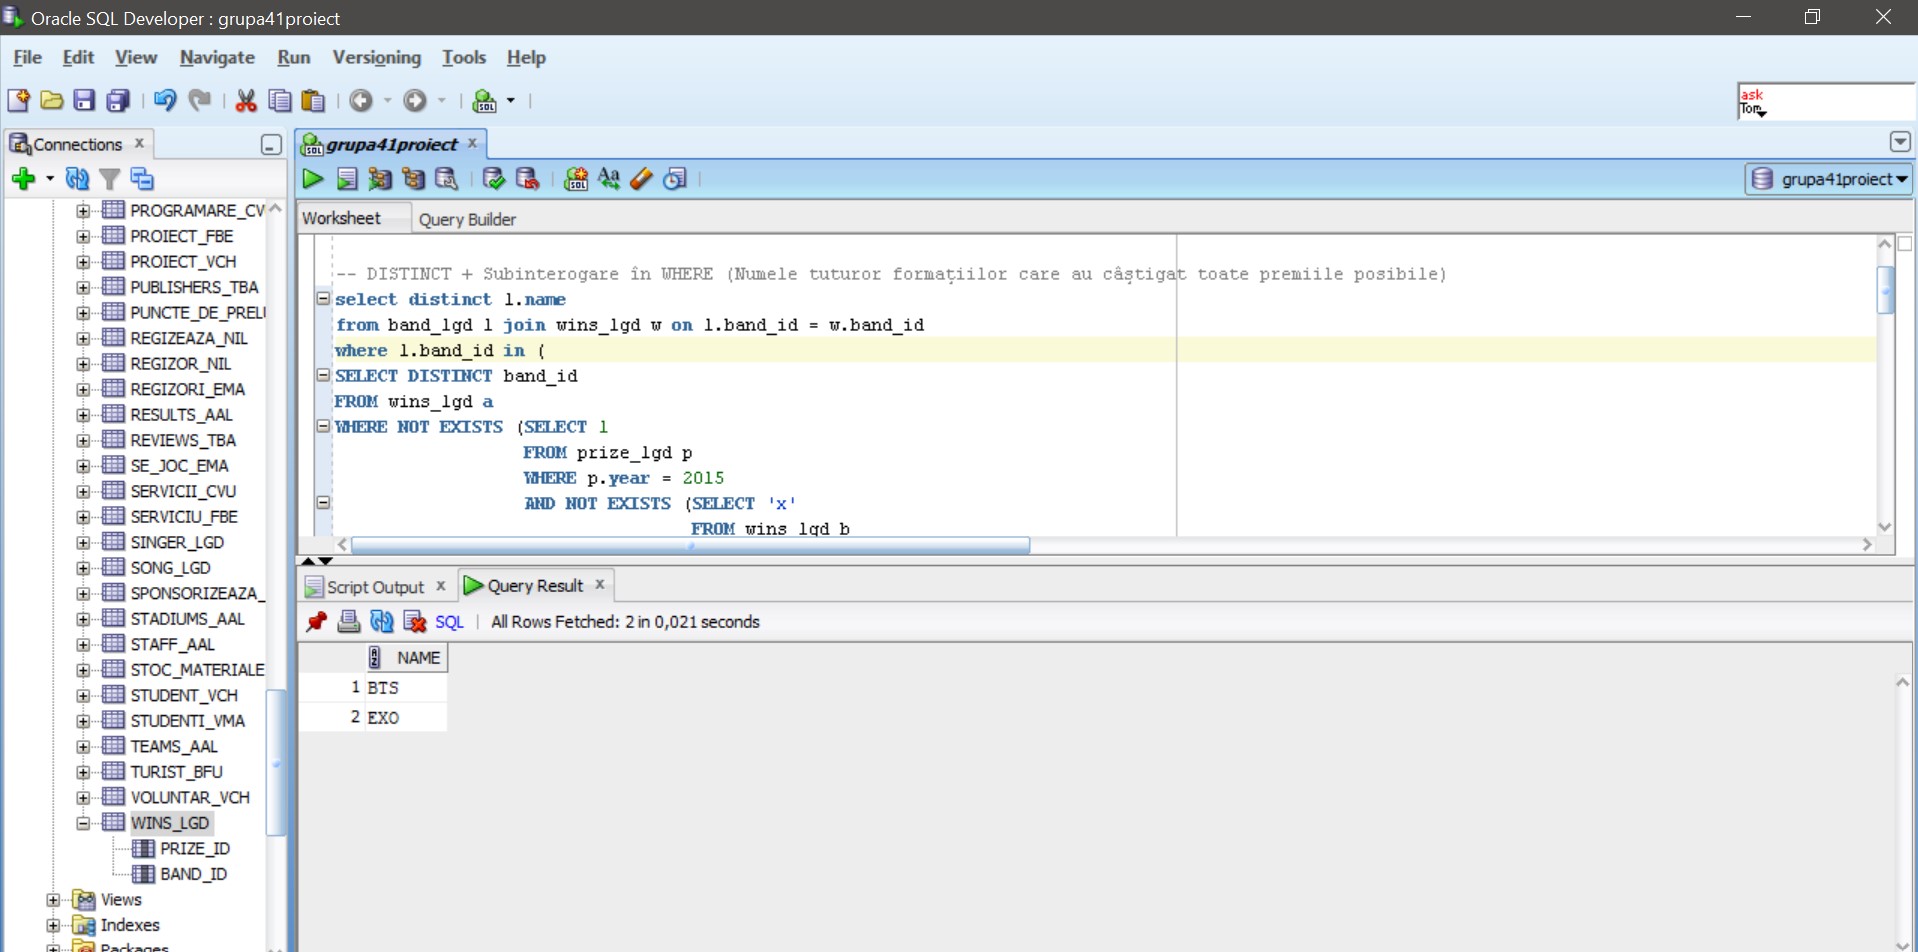 Oracle SQL Developer : grupa41proiect
File Edit View Navigate Run Versioning Tools Help
ask
Tom
Connections
grupa41proiect
grupa41proiect
Worksheet Query Builder
PROGRAMARE_CV
PROIECT_FBE
PROIECT_VCH
PUBLISHERS_TBA
PUNCTE_DE_PREL
REGIZEAZA_NIL
REGIZOR_NIL
REGIZORI_EMA
RESULTS_AAL
REVIEWS_TBA
SE_JOC_EMA
SERVICII_CVU
SERVICIU_FBE
SINGER_LGD
SONG_LGD
SPONSORIZEAZA_
STADIUMS_AAL
STAFF_AAL
STOC_MATERIALE
STUDENT_VCH
STUDENTI_VMA
TEAMS_AAL
TURIST_BFU
VOLUNTAR_VCH
WINS_LGD
PRIZE_ID
BAND_ID
Views
Indexes
Packages
-- DISTINCT + Subinterogare în WHERE (Numele tuturor formațiilor care au câștigat toate premiile posibile)
select distinct l.name
from band_lgd l join wins_lgd w on l.band_id = w.band_id
where l.band_id in (
SELECT DISTINCT band_id
FROM wins_lgd a
WHERE NOT EXISTS (SELECT 1
FROM prize_lgd p
WHERE p.year = 2015
AND NOT EXISTS (SELECT 'x'
FROM wins_lgd b
Script Output Query Result
SQL All Rows Fetched: 2 in 0,021 seconds
NAME
1 BTS
2 EXO